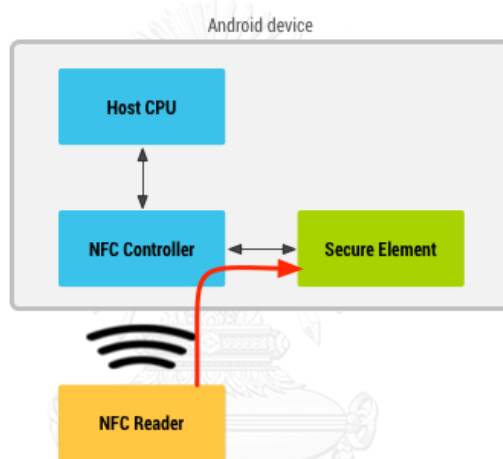 Android device
Host CPU
NFC Controller
Secure Element
NFC Reader